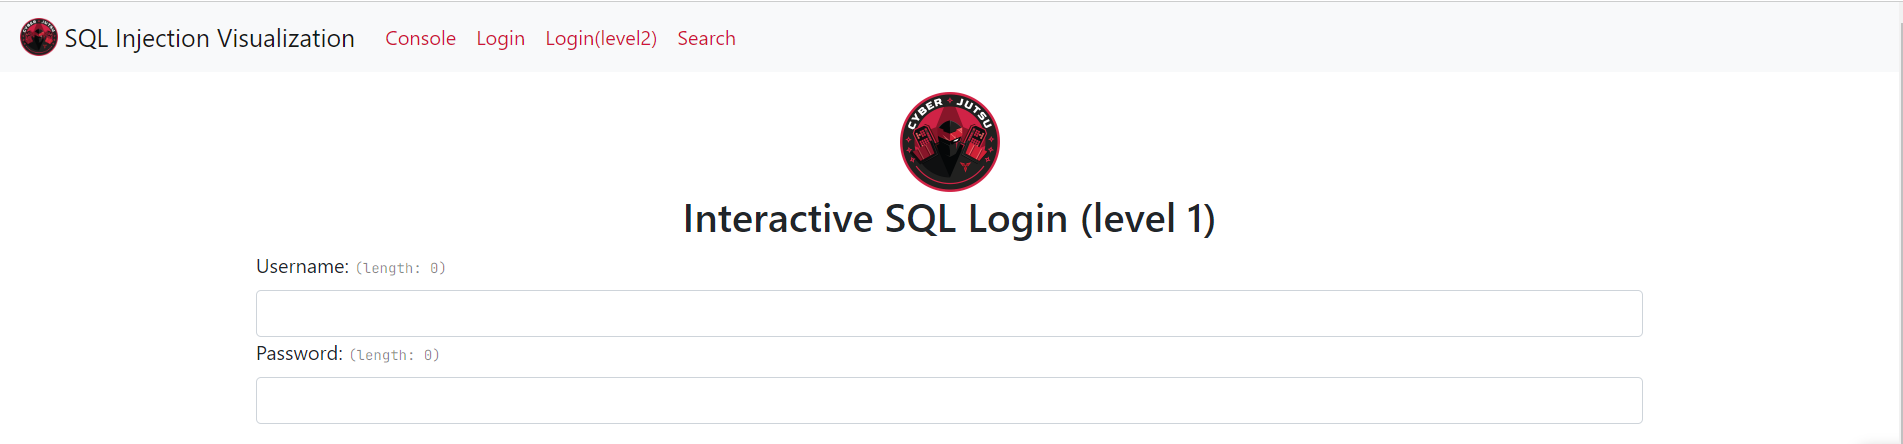 SQL Injection Visualization Console Login Login(level2) Search
CYBER JUTSU
Interactive SQL Login (level 1)
Username: (length: 0)
Password: (length: 0)